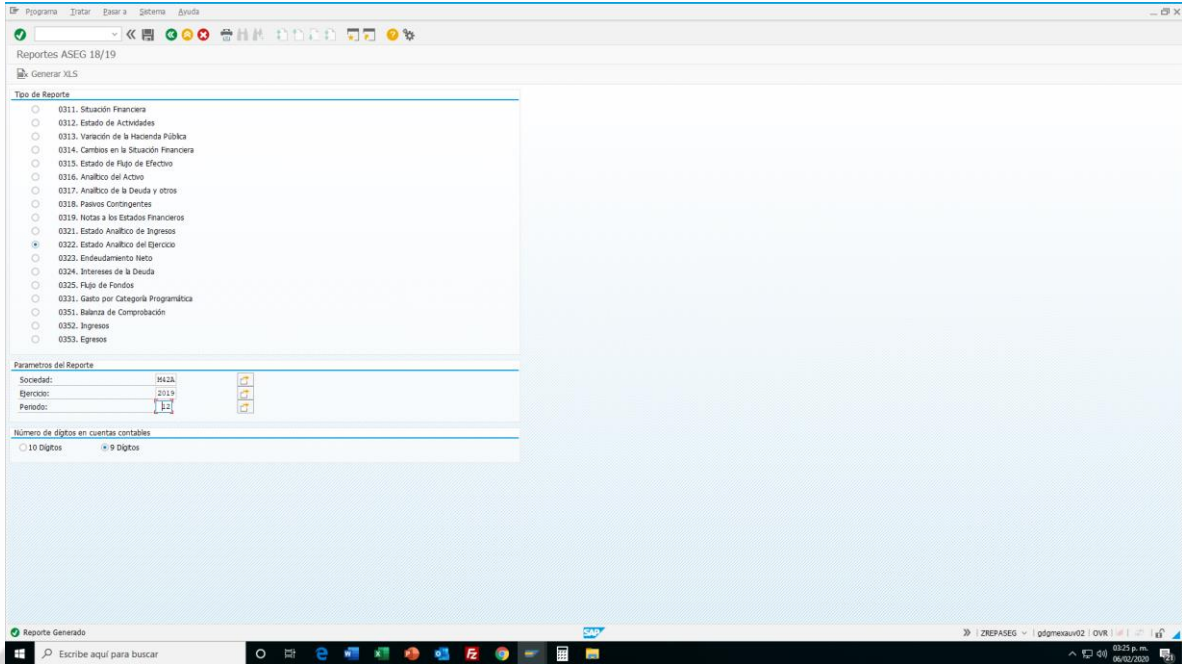 Programa Tratar Pasar a Sistema Ayuda
Reportes ASEG 18/19
Generar XLS
Tipo de Reporte
0311. Situación Financiera
0312. Estado de Actividades
0313. Variación de la Hacienda Pública
0314. Cambios en la Situación Financiera
0315. Estado de Flujo de Efectivo
0316. Analítico del Activo
0317. Analítico de la Deuda y otros
0318. Pasivos Contingentes
0319. Notas a los Estados Financieros
0321. Estado Analítico de Ingresos
0322. Estado Analítico del Ejercicio
0323. Endeudamiento Neto
0324. Intereses de la Deuda
0325. Flujo de Fondos
0331. Gasto por Categoría Programática
0351. Balanza de Comprobación
0352. Ingresos
0353. Egresos
Parametros del Reporte
Sociedad: M42A
Ejercicio: 2019
Periodo: 12
Número de dígitos en cuentas contables
10 Dígitos 9 Dígitos
Reporte Generado SAP ZREPASEG gdgmexauv02 OVR
Escribe aquí para buscar 03:25 p. m.
06/02/2020 21